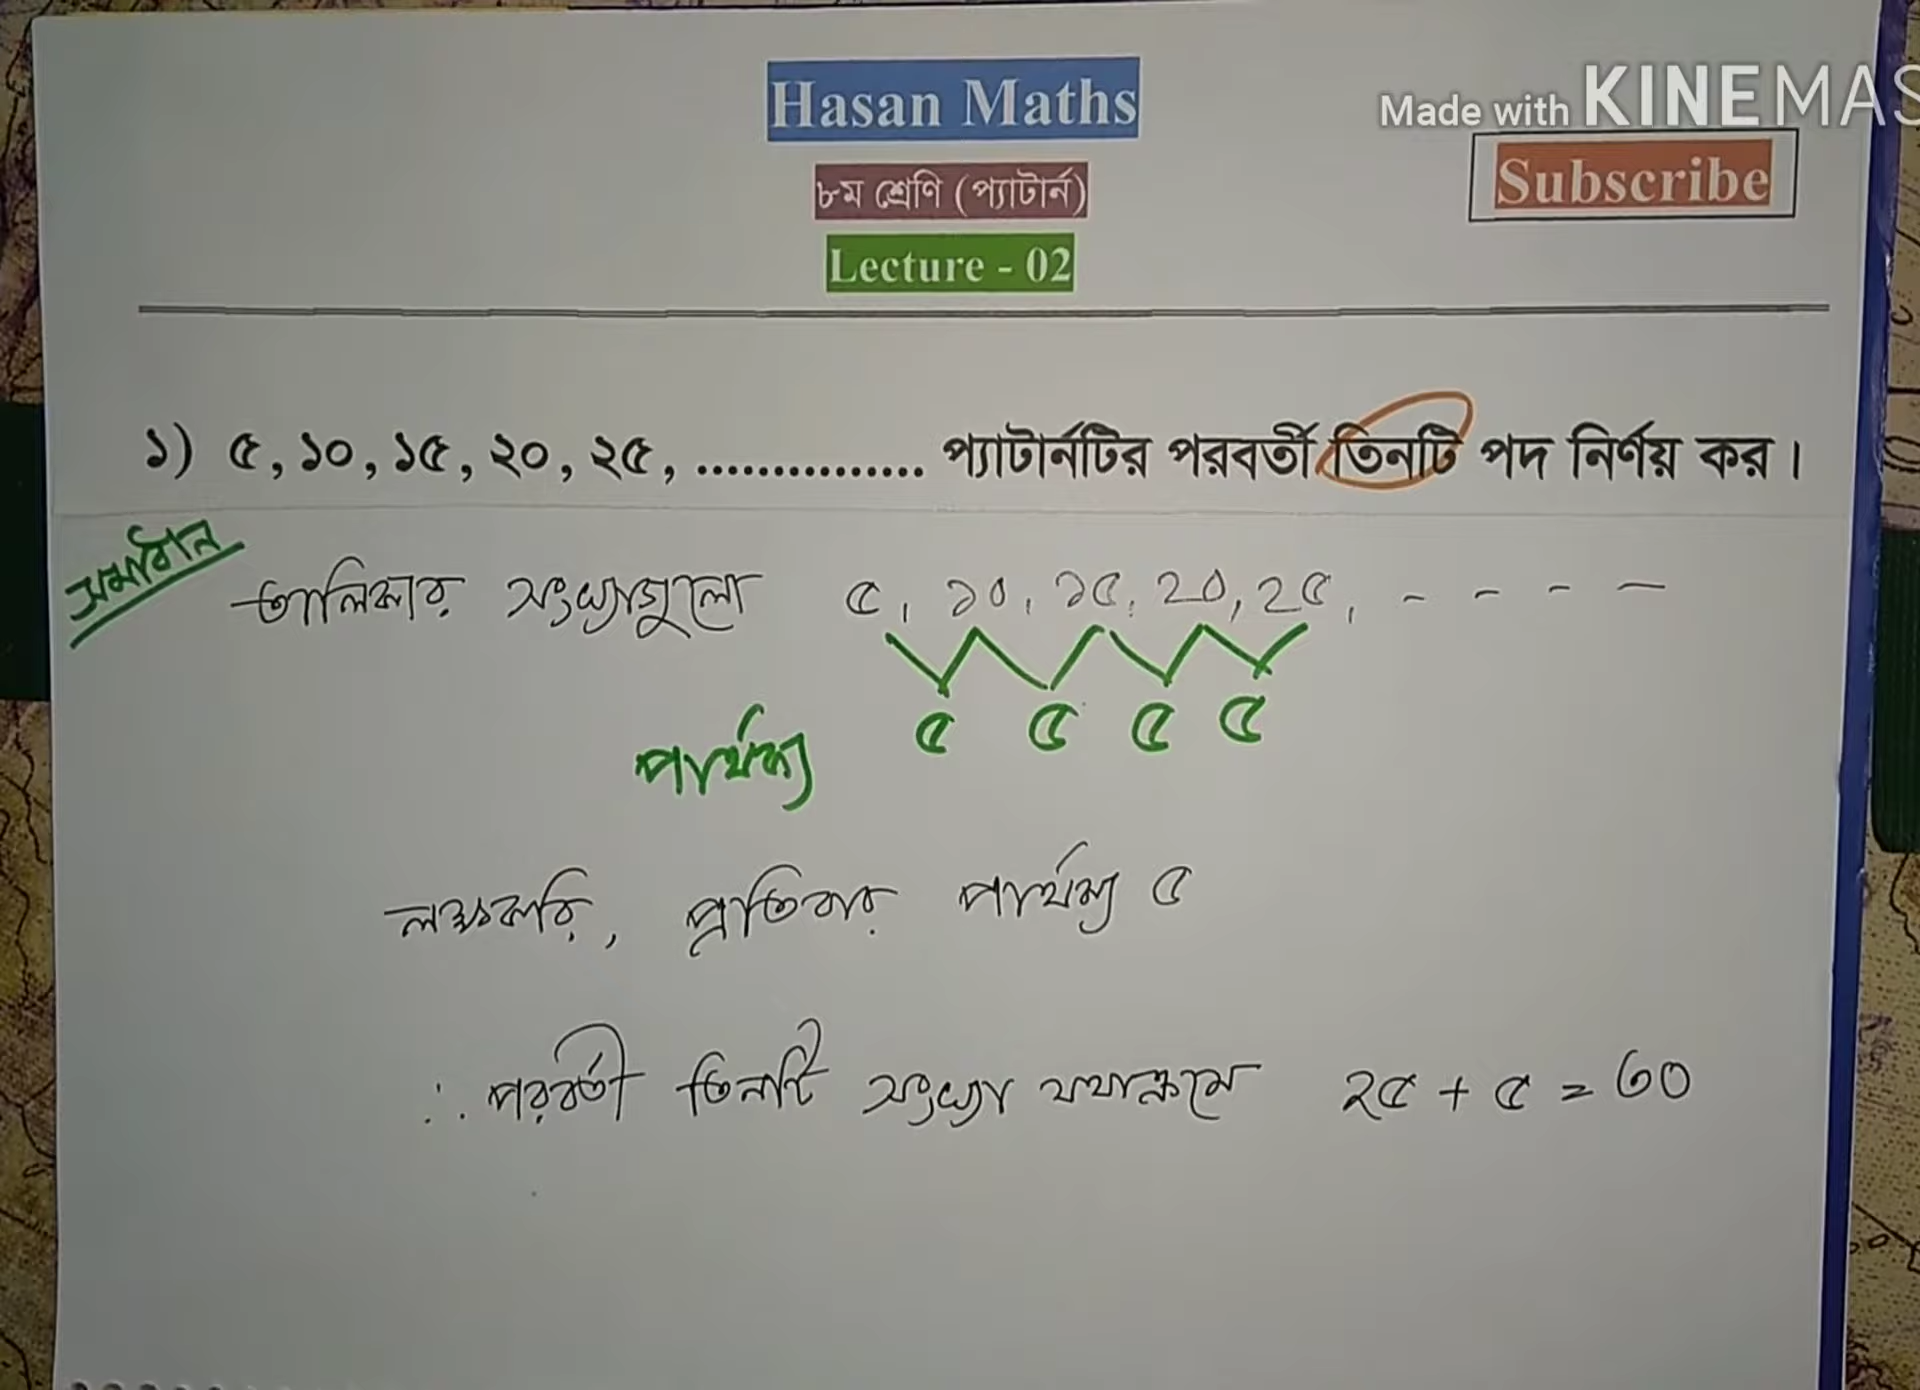 Hasan Maths
Made with KINEMAS
Subscribe
৮ম শ্রেণি (প্যাটার্ন)
Lecture - 02
১) ৫, ১০, ১৫, ২০, ২৫, ............... প্যাটার্নটির পরবর্তী তিনটি পদ নির্ণয় কর।
সমাধান
তালিকার সংখ্যাগুলো ৫, ১০, ১৫, ২০, ২৫, - - - -
পার্থক্য ৫ ৫ ৫ ৫
লক্ষকরি, প্রতিবার পার্থক্য ৫
∴ পরবর্তী তিনটি সংখ্যা যথাক্রমে ২৫ + ৫ = ৩০